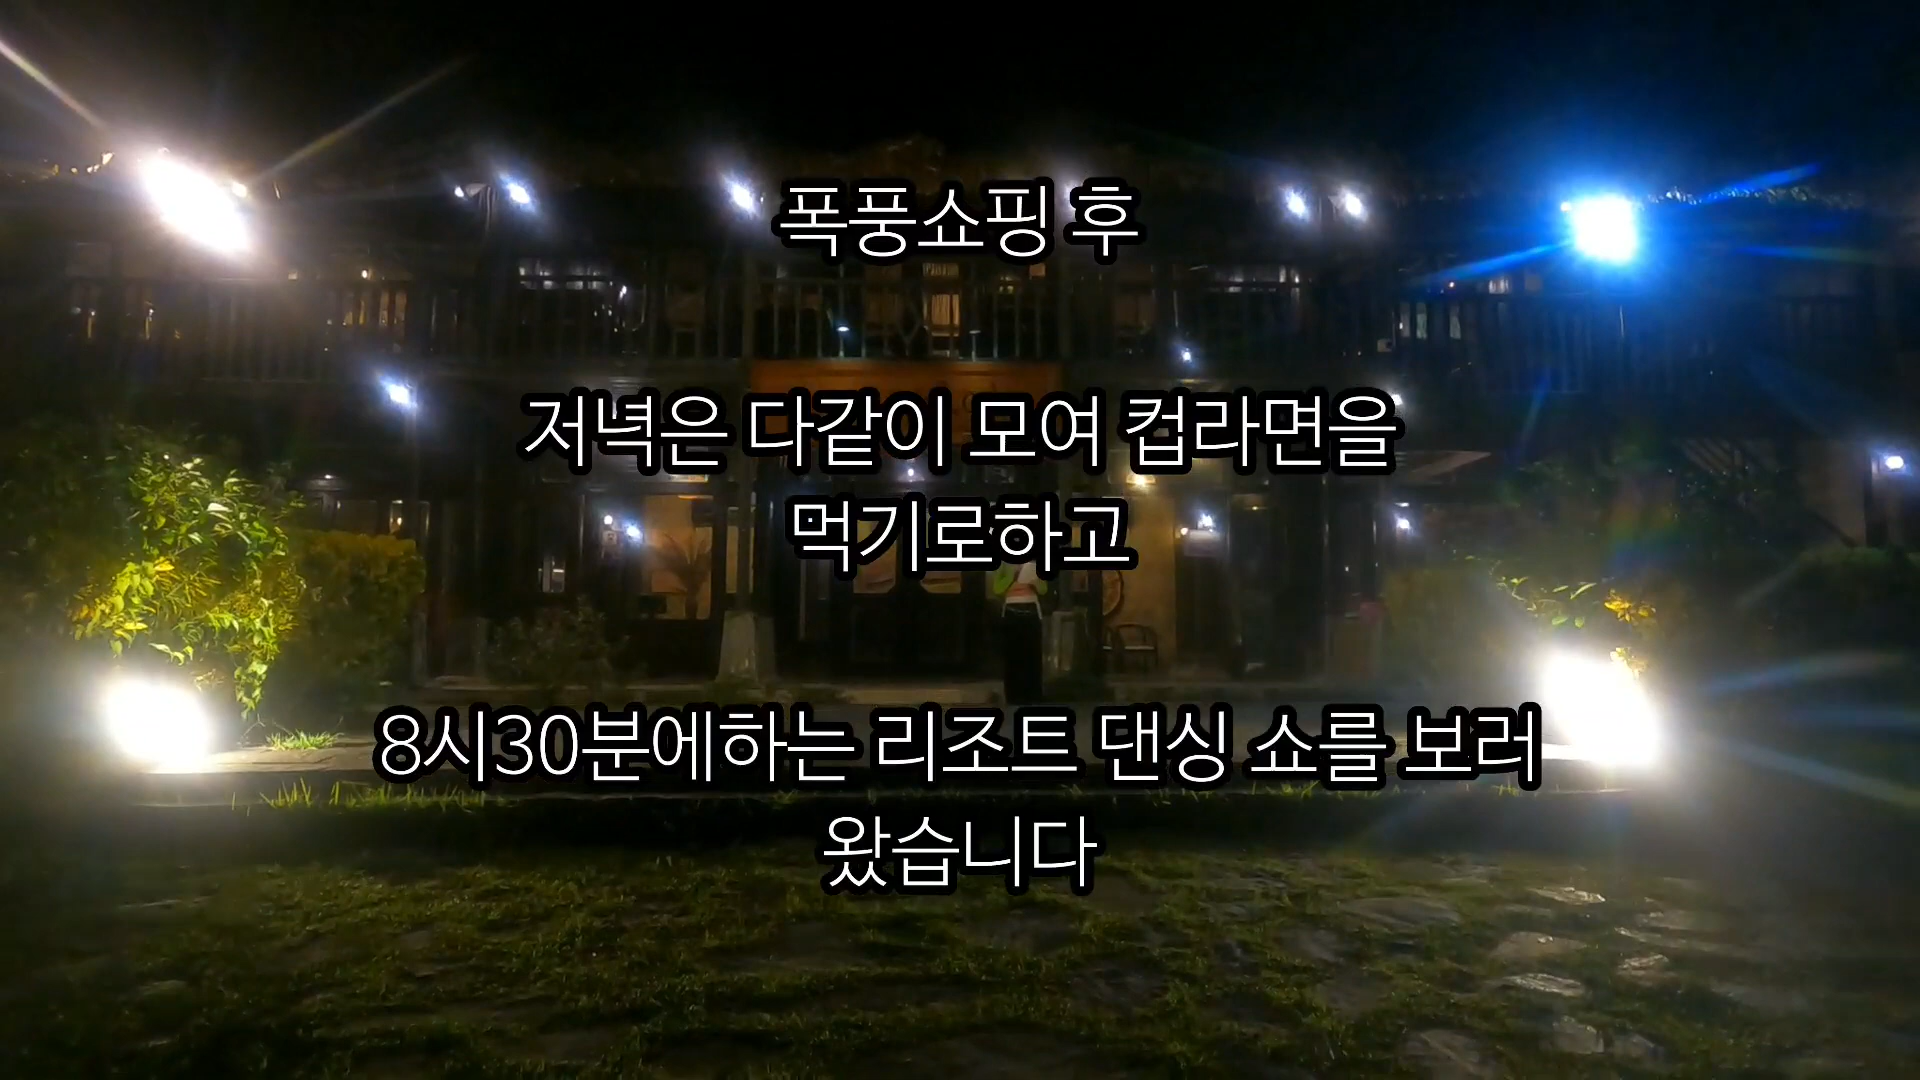 폭풍쇼핑 후
저녁은 다같이 모여 컵라면을
먹기로하고
8시30분에하는 리조트 댄싱 쇼를 보러
왔습니다